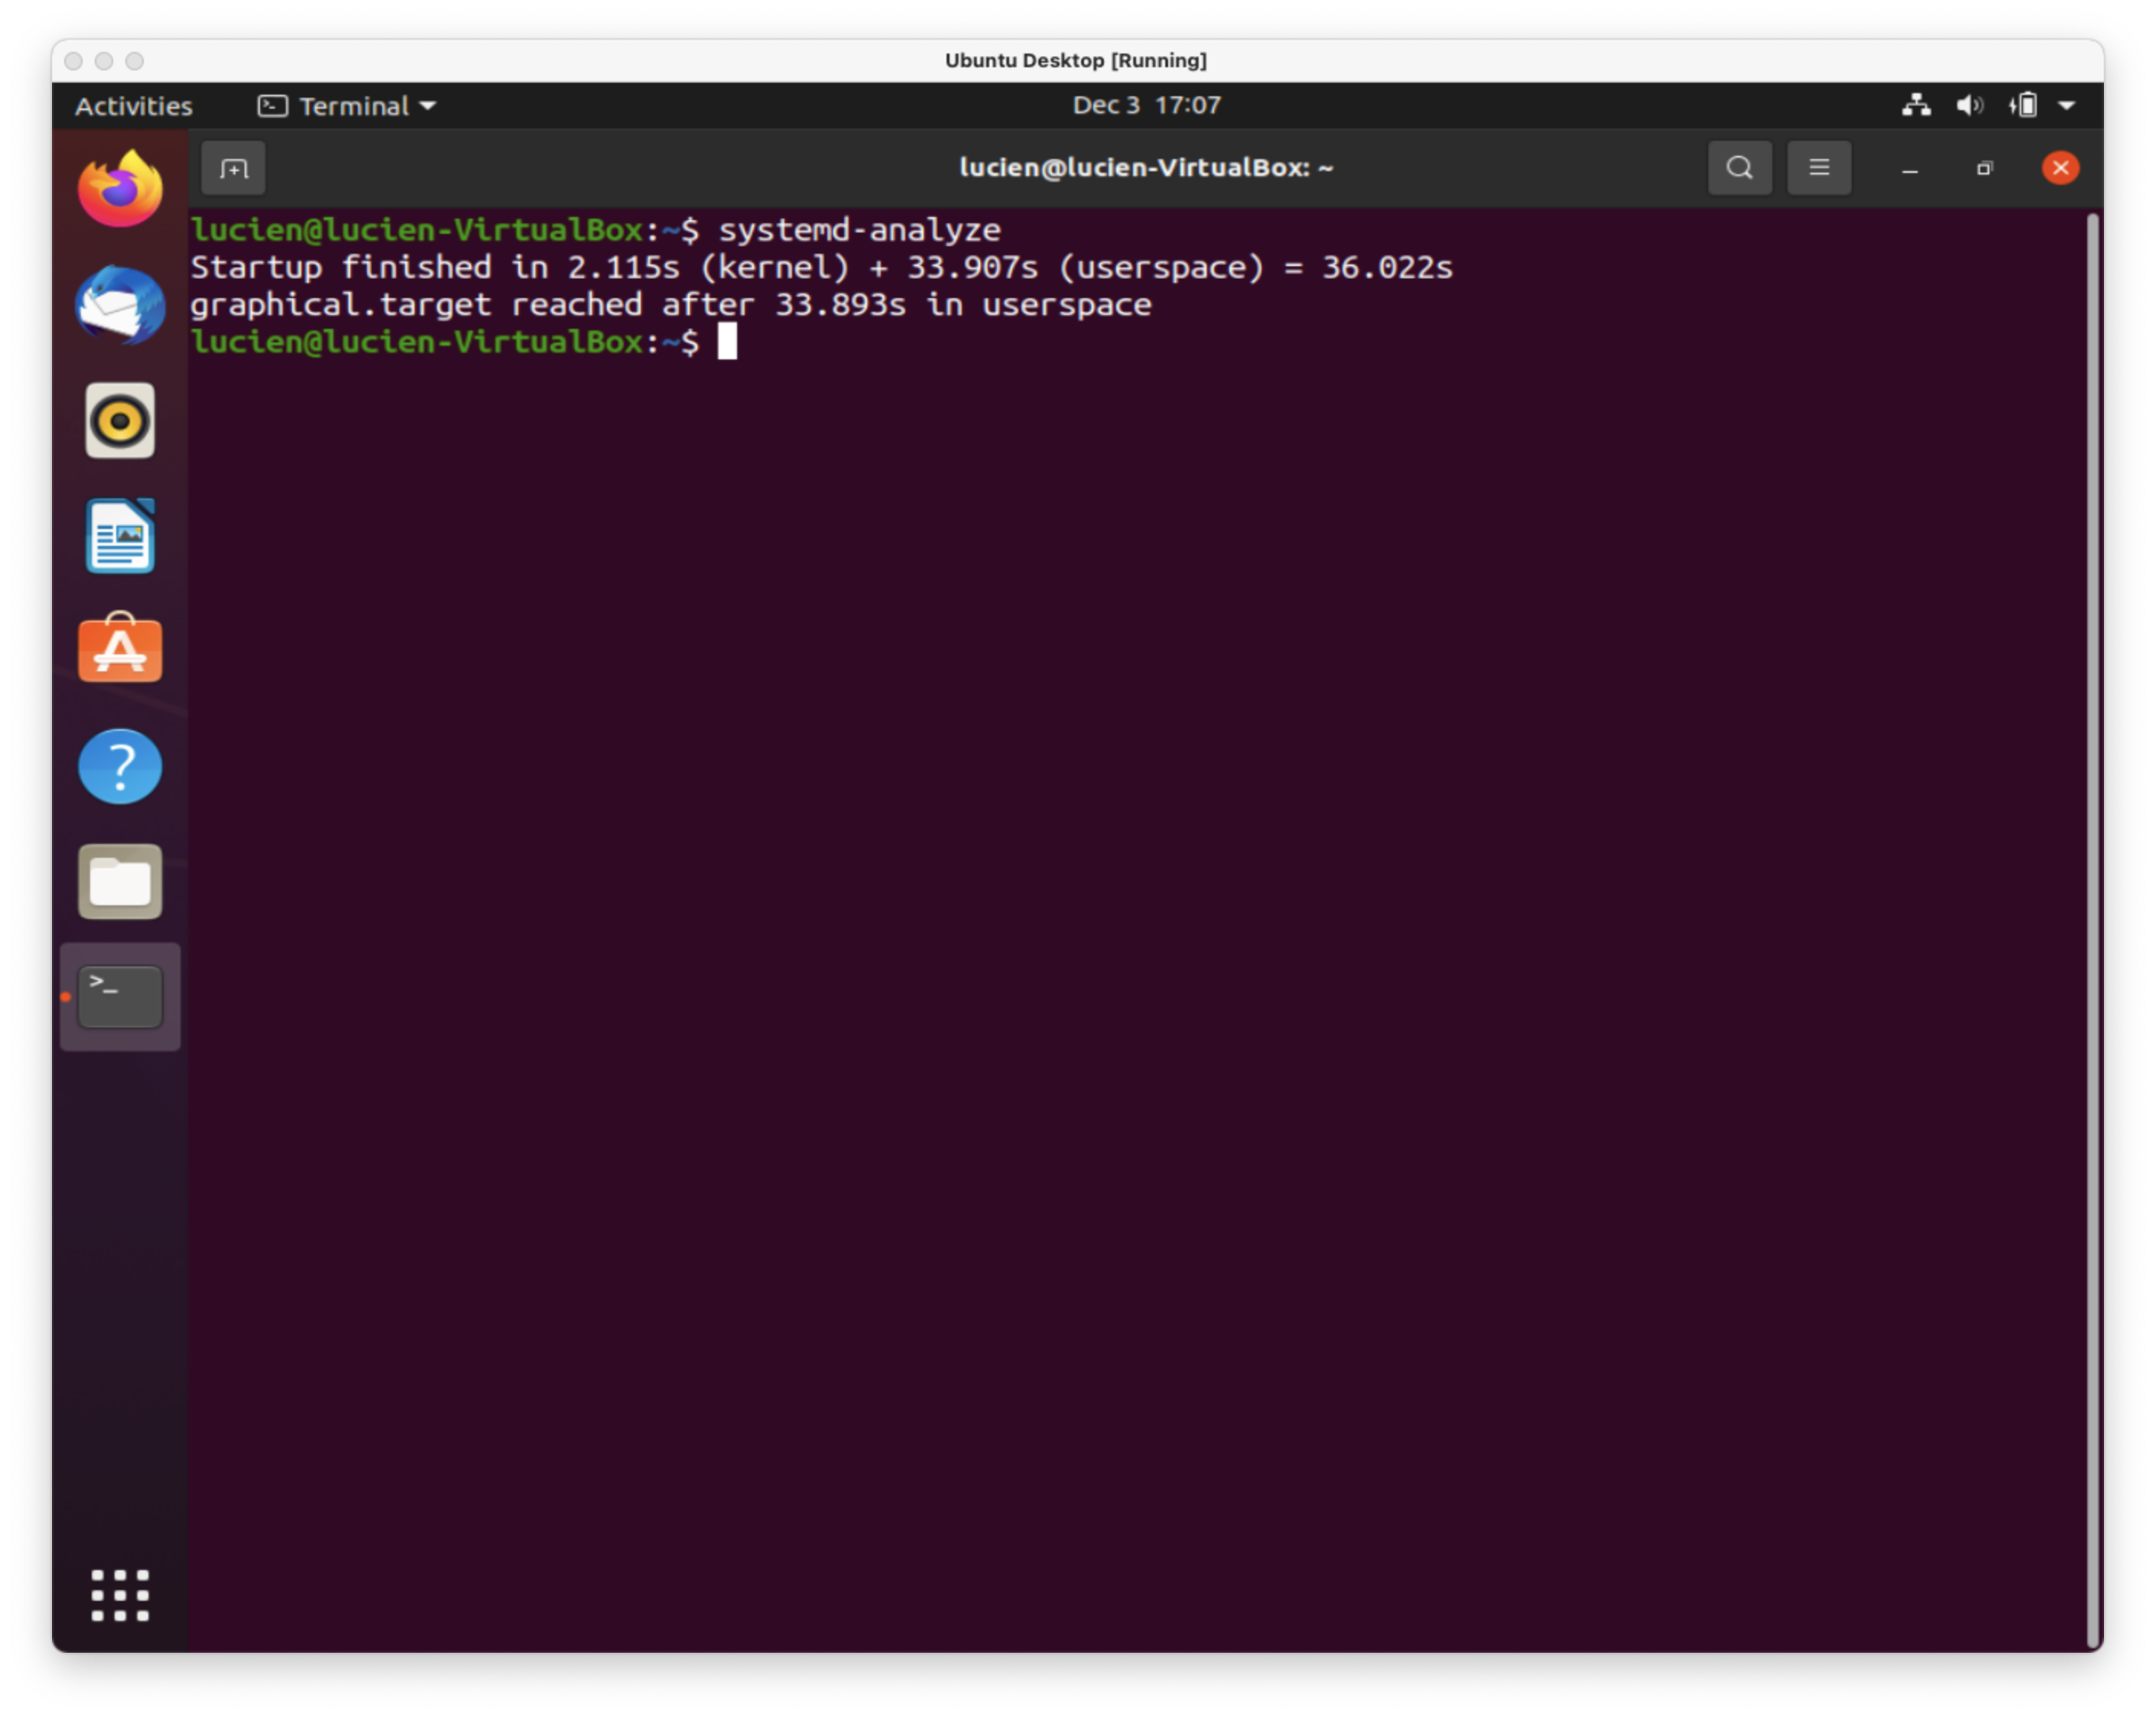 Ubuntu Desktop [Running]
Activities Terminal Dec 3 17:07
lucien@lucien-VirtualBox: ~
lucien@lucien-VirtualBox:~$ systemd-analyze
Startup finished in 2.115s (kernel) + 33.907s (userspace) = 36.022s
graphical.target reached after 33.893s in userspace
lucien@lucien-VirtualBox:~$